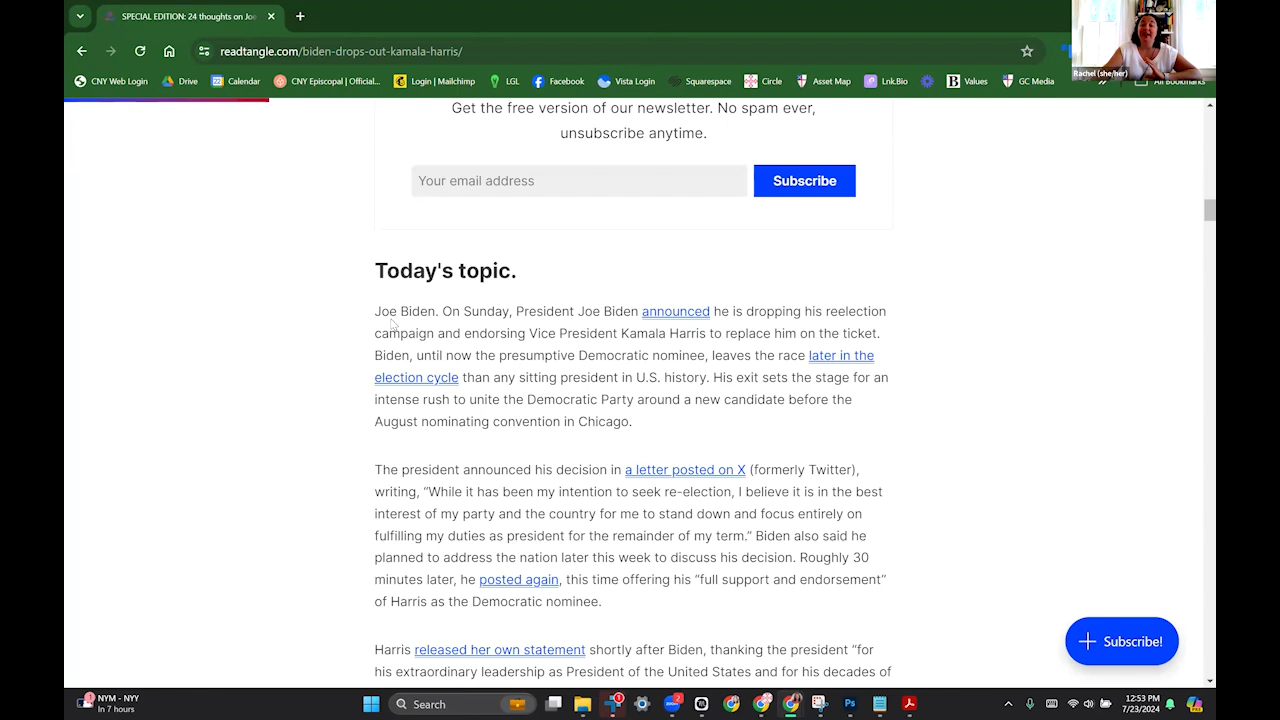 SPECIAL EDITION: 24 thoughts on Joe
readtangle.com/biden-drops-out-kamala-harris/
Rachel (she/her)
CNY Web Login
Drive
Calendar
CNY Episcopal | Official...
Login | Mailchimp
LGL
Facebook
Vista Login
Squarespace
Circle
Asset Map
Lnk.Bio
Values
GC Media
All Bookmarks
Get the free version of our newsletter. No spam ever,
unsubscribe anytime.
Your email address
Subscribe
Today's topic.
Joe Biden. On Sunday, President Joe Biden announced he is dropping his reelection
campaign and endorsing Vice President Kamala Harris to replace him on the ticket.
Biden, until now the presumptive Democratic nominee, leaves the race later in the
election cycle than any sitting president in U.S. history. His exit sets the stage for an
intense rush to unite the Democratic Party around a new candidate before the
August nominating convention in Chicago.
The president announced his decision in a letter posted on X (formerly Twitter),
writing, “While it has been my intention to seek re-election, I believe it is in the best
interest of my party and the country for me to stand down and focus entirely on
fulfilling my duties as president for the remainder of my term.” Biden also said he
planned to address the nation later this week to discuss his decision. Roughly 30
minutes later, he posted again, this time offering his “full support and endorsement”
of Harris as the Democratic nominee.
Harris released her own statement shortly after Biden, thanking the president “for
his extraordinary leadership as President of the United States and for his decades of
Subscribe!
NYM - NYY
In 7 hours
Search
12:53 PM
7/23/2024